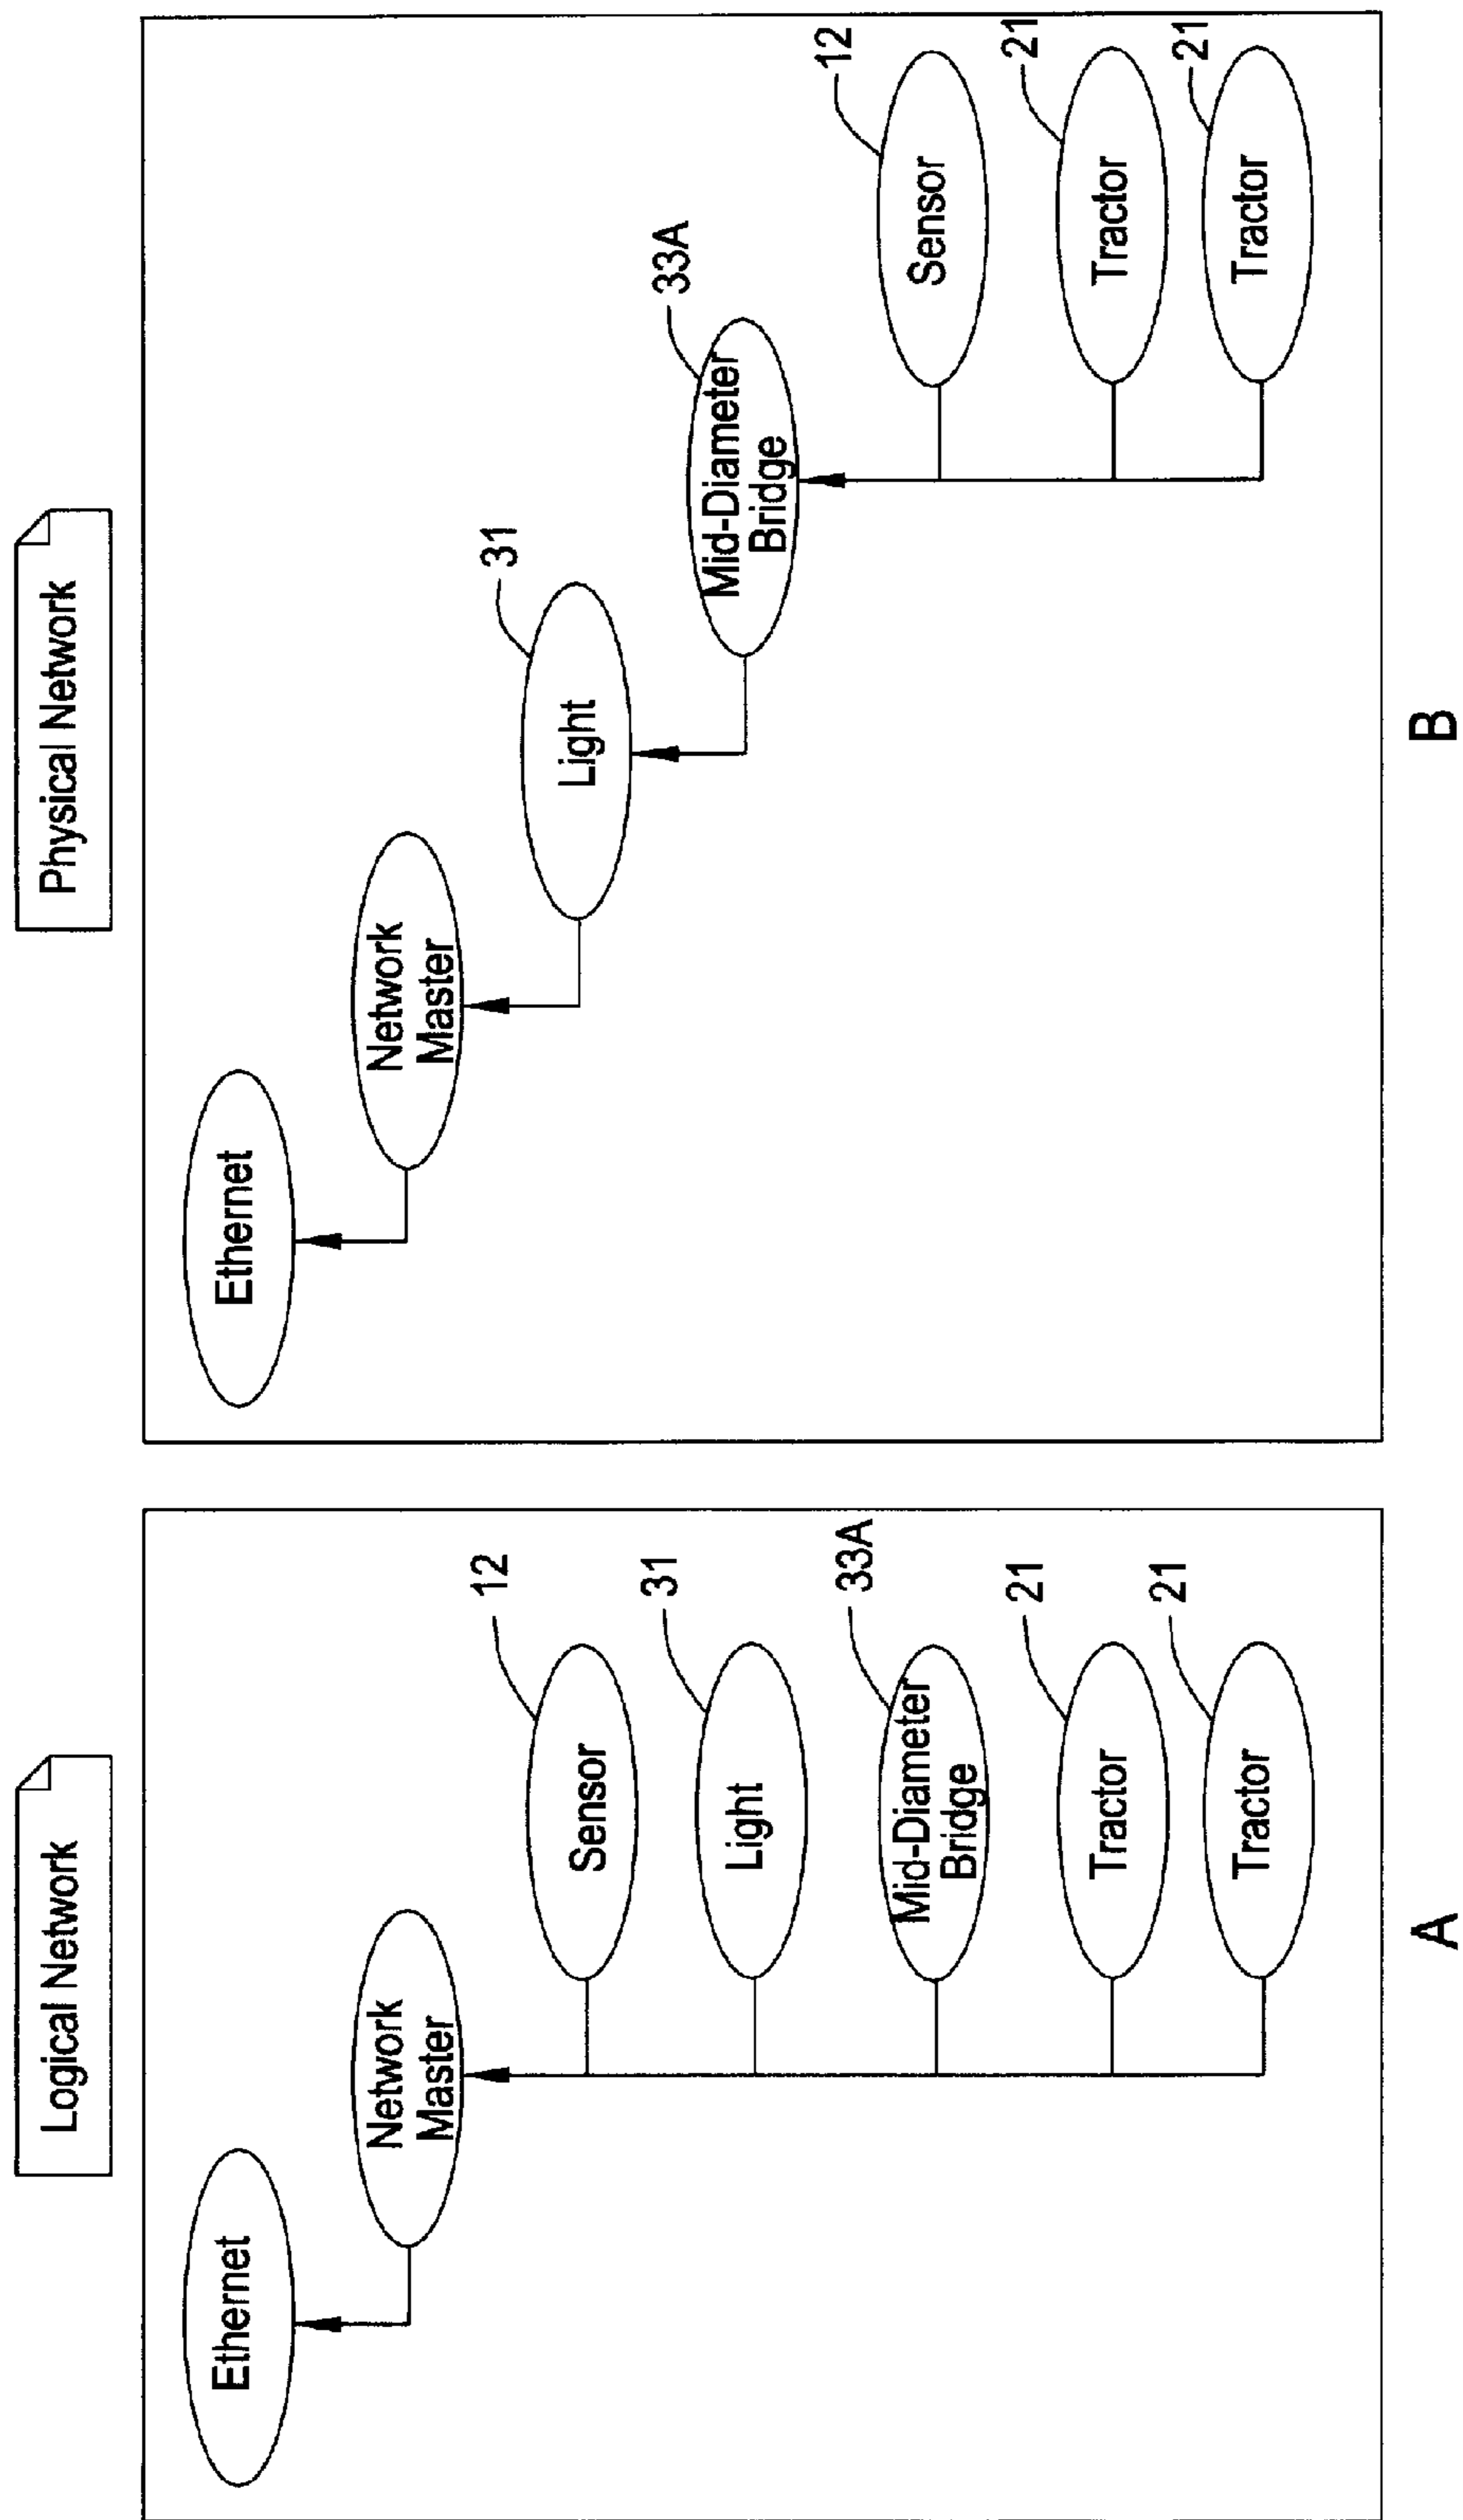 Logical Network
Ethernet
Network
Master
12
Sensor
31
Light
33A
Mid-Diameter
Bridge
21
Tractor
21
Tractor
A
Physical Network
Ethernet
Network
Master
31
Light
33A
Mid-Diameter
Bridge
12
Sensor
21
Tractor
21
Tractor
B